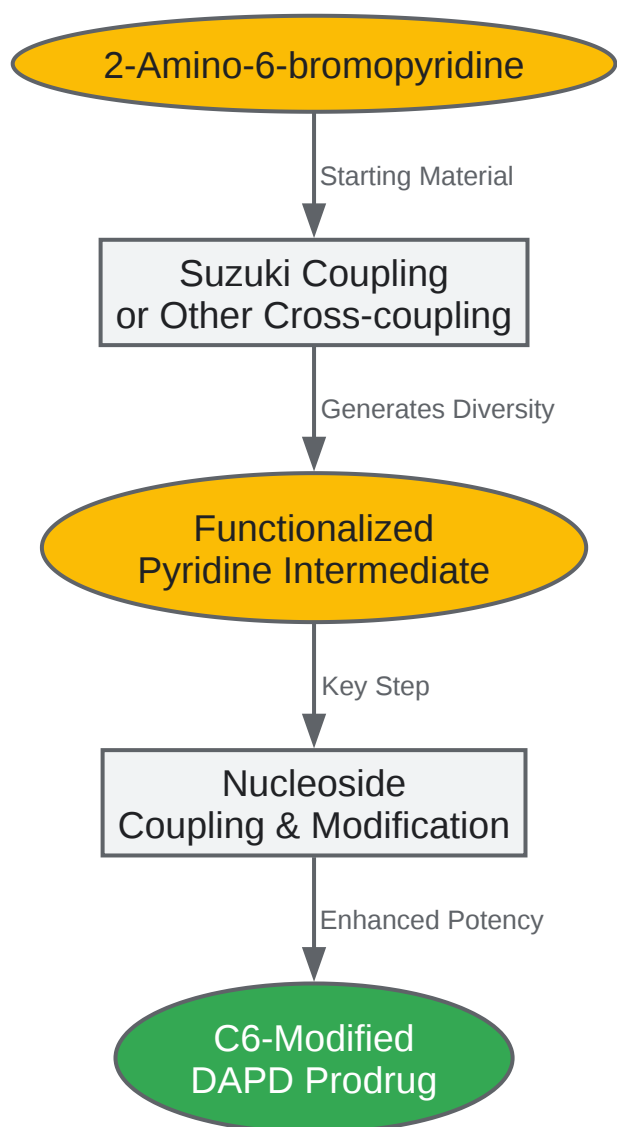 2-Amino-6-bromopyridine
Starting Material
Suzuki Coupling
or Other Cross-coupling
Generates Diversity
Functionalized
Pyridine Intermediate
Key Step
Nucleoside
Coupling & Modification
Enhanced Potency
C6-Modified
DAPD Prodrug